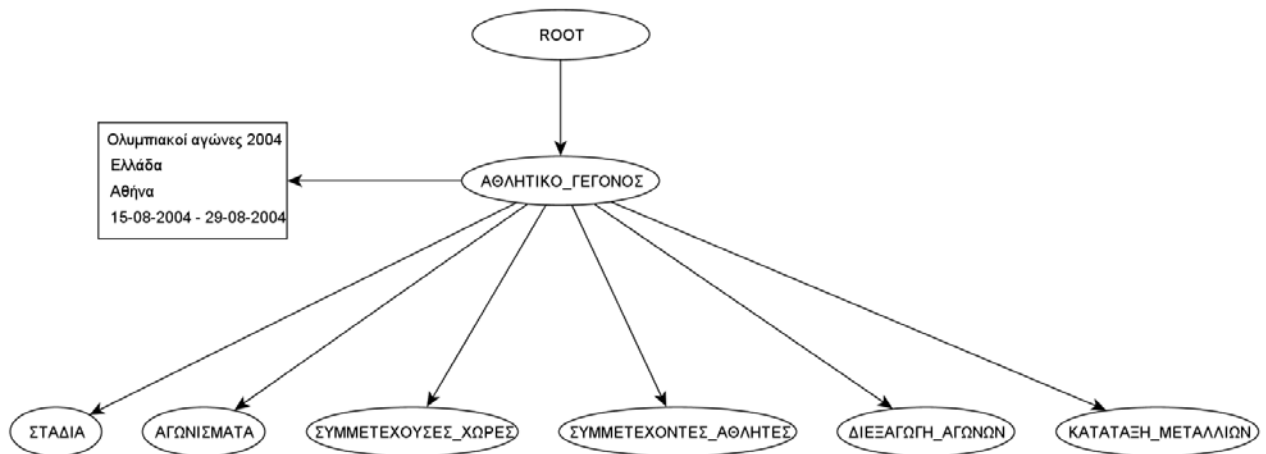 ROOT
Ολυμπιακοί αγώνες 2004
Ελλάδα
Αθήνα
15-08-2004 - 29-08-2004
ΑΘΛΗΤΙΚΟ_ΓΕΓΟΝΟΣ
ΣΤΑΔΙΑ
ΑΓΩΝΙΣΜΑΤΑ
ΣΥΜΜΕΤΕΧΟΥΣΕΣ_ΧΩΡΕΣ
ΣΥΜΜΕΤΕΧΟΝΤΕΣ_ΑΘΛΗΤΕΣ
ΔΙΕΞΑΓΩΓΗ_ΑΓΩΝΩΝ
ΚΑΤΑΤΑΞΗ_ΜΕΤΑΛΛΙΩΝ